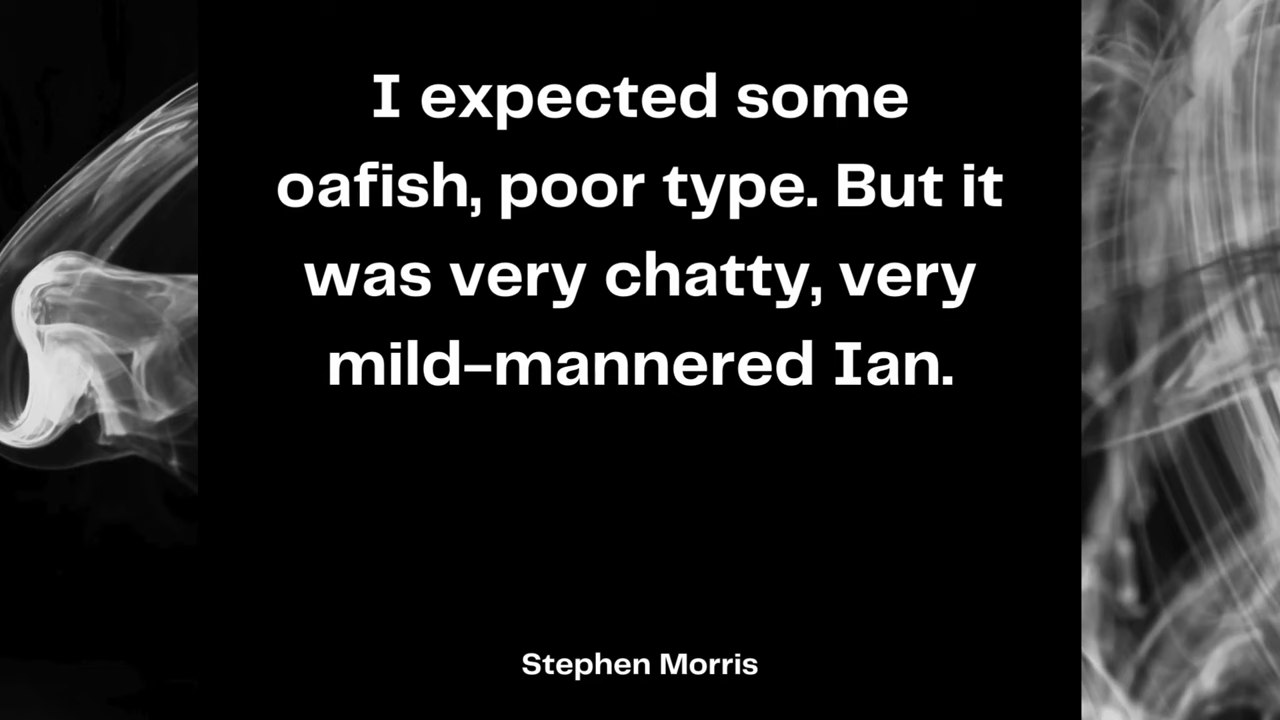 I expected some
oafish, poor type. But it
was very chatty, very
mild-mannered Ian.
Stephen Morris